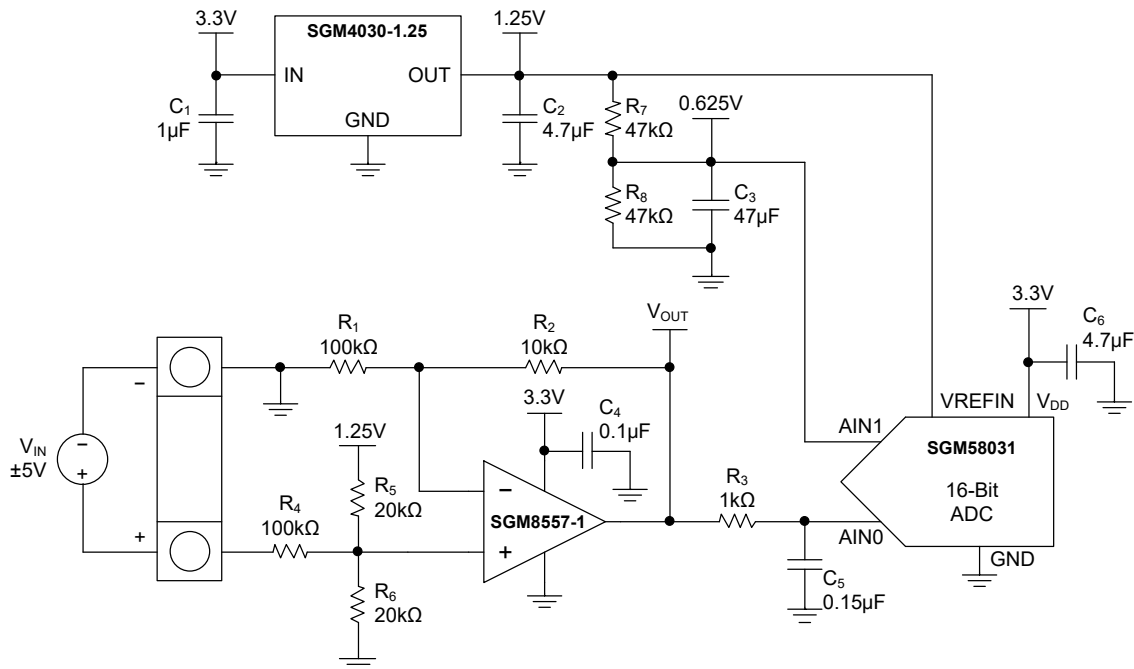 3.3V
SGM4030-1.25
1.25V
IN
OUT
GND
C₁
1µF
C₂
4.7µF
R₇
47kΩ
0.625V
R₈
47kΩ
C₃
47µF
3.3V
C₆
4.7µF
VREFIN
V_DD
AIN1
SGM58031
16-Bit
ADC
AIN0
GND
V_OUT
R₁
100kΩ
R₂
10kΩ
3.3V
C₄
0.1µF
−
V_IN
±5V
−
+
+
1.25V
R₄
100kΩ
R₅
20kΩ
−
SGM8557-1
+
R₆
20kΩ
R₃
1kΩ
C₅
0.15µF